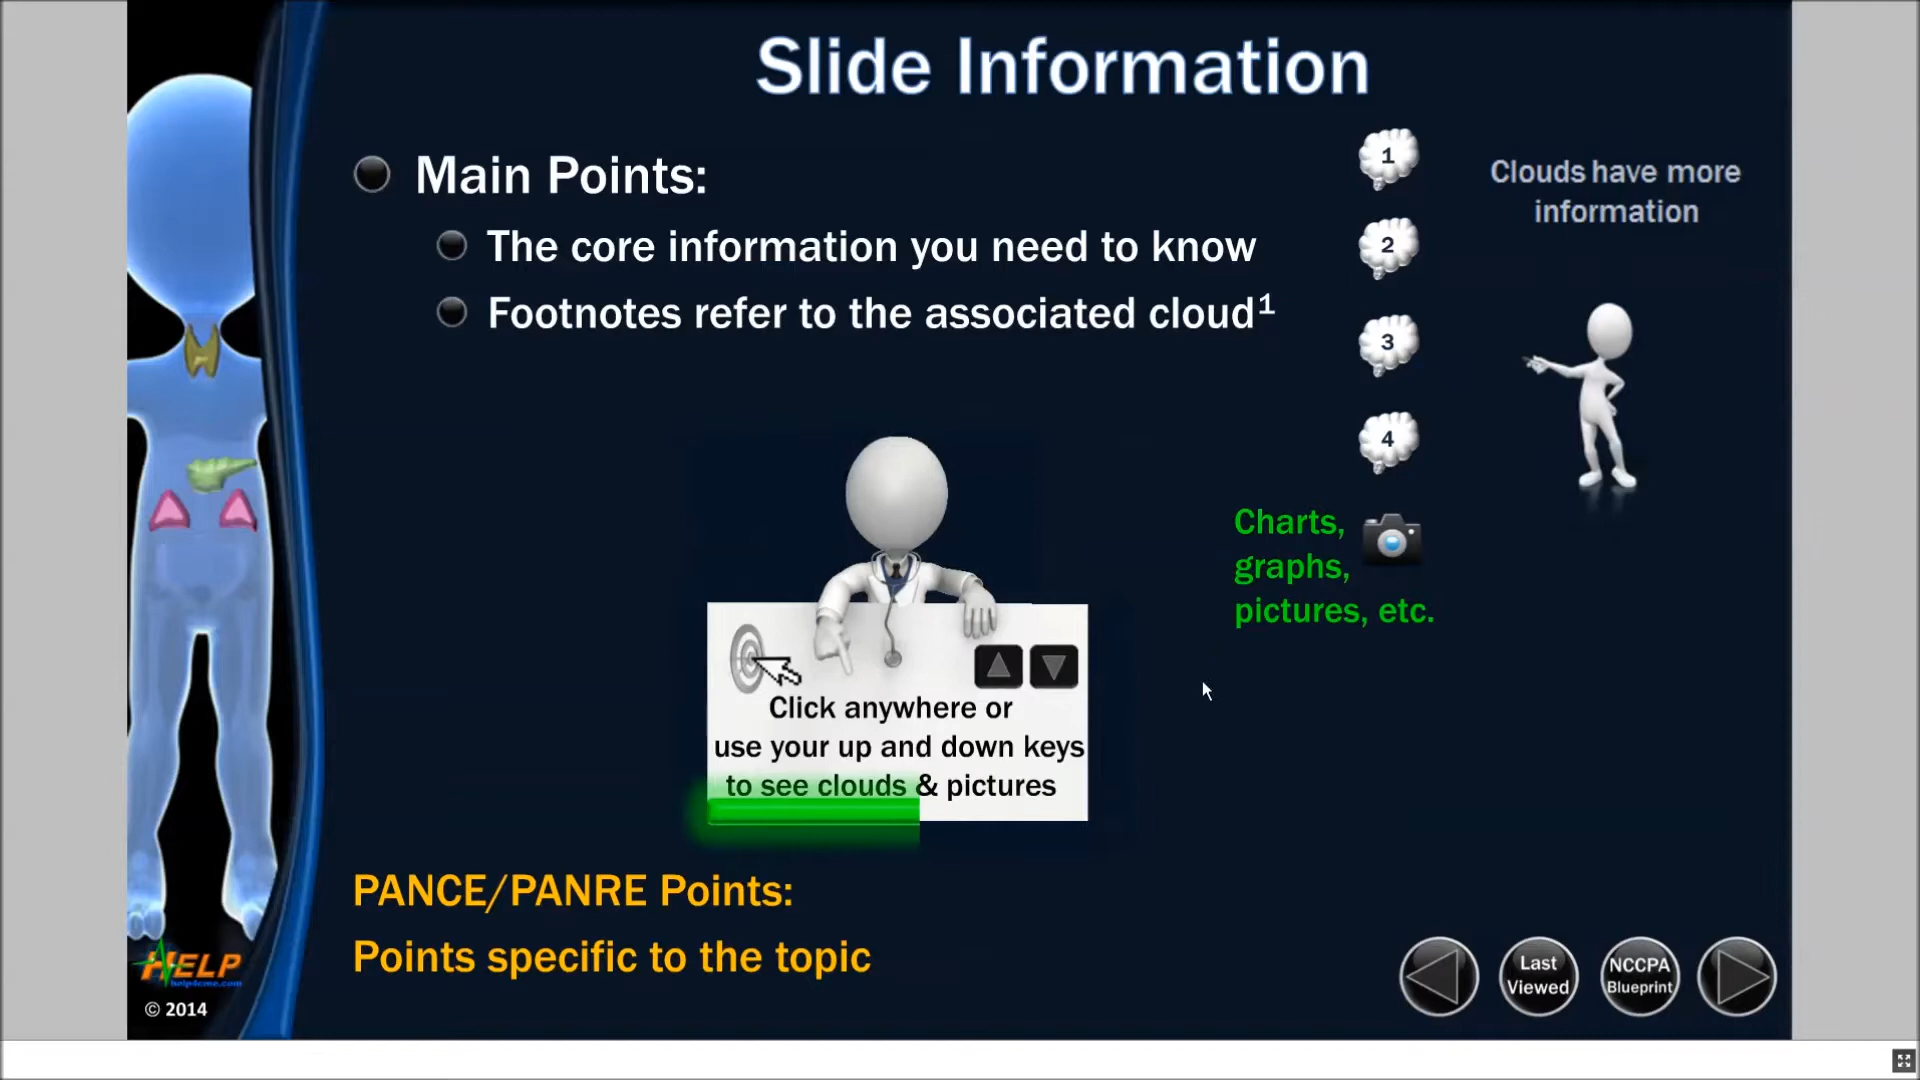 Slide Information
Main Points:
The core information you need to know
Footnotes refer to the associated cloud¹
1
2
3
4
Clouds have more
information
Charts,
graphs,
pictures, etc.
Click anywhere or
use your up and down keys
to see clouds & pictures
PANCE/PANRE Points:
Points specific to the topic
HELP
help4cme.com
© 2014
Last
Viewed
NCCPA
Blueprint